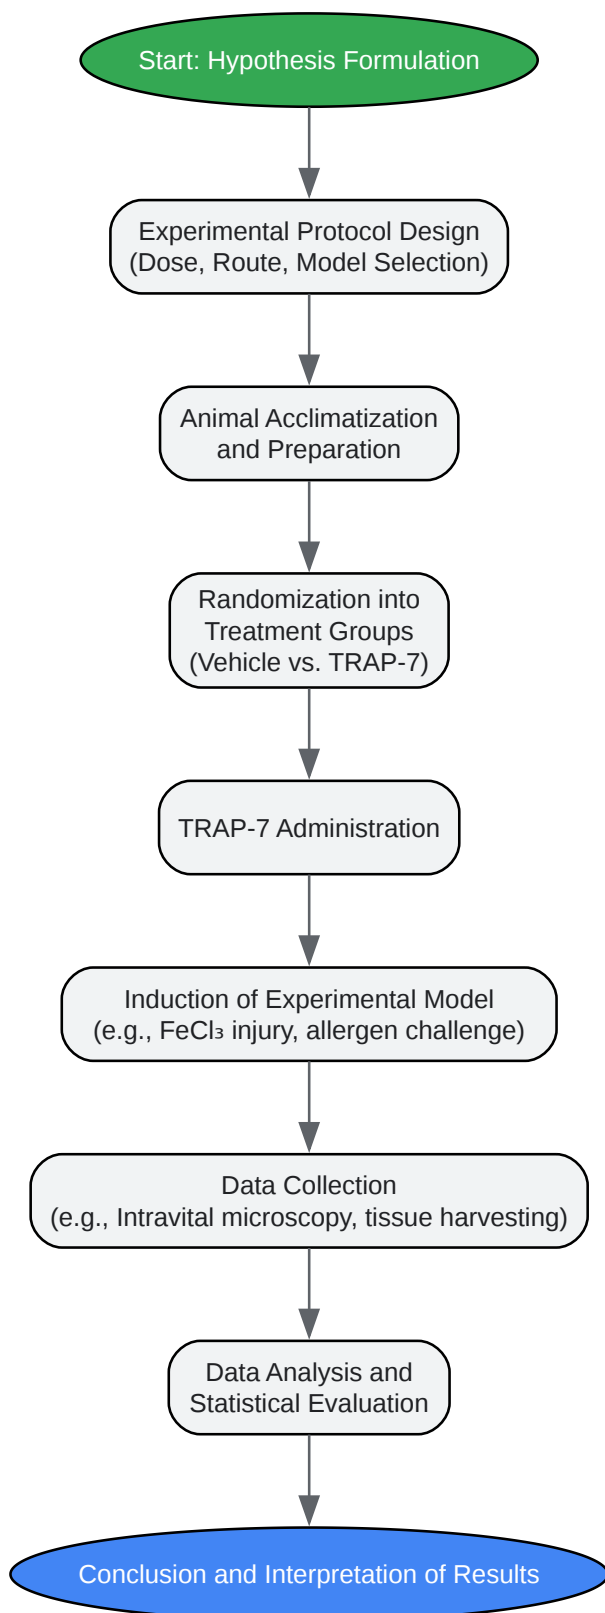 Start: Hypothesis Formulation
Experimental Protocol Design
(Dose, Route, Model Selection)
Animal Acclimatization
and Preparation
Randomization into
Treatment Groups
(Vehicle vs. TRAP-7)
TRAP-7 Administration
Induction of Experimental Model
(e.g., FeCl₃ injury, allergen challenge)
Data Collection
(e.g., Intravital microscopy, tissue harvesting)
Data Analysis and
Statistical Evaluation
Conclusion and Interpretation of Results